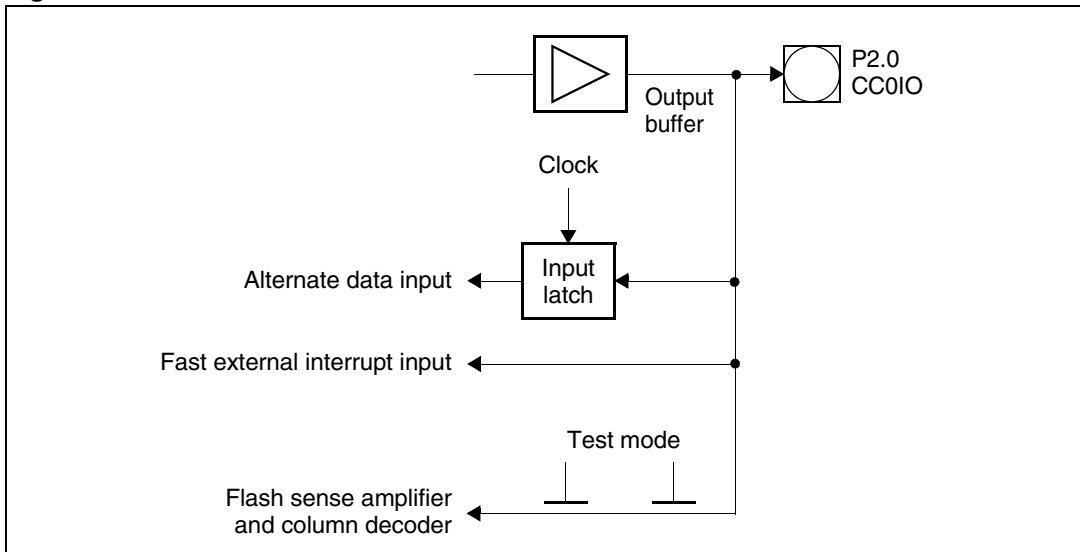 P2.0
CC0IO
Output
buffer
Clock
Input
latch
Alternate data input
Fast external interrupt input
Test mode
Flash sense amplifier
and column decoder